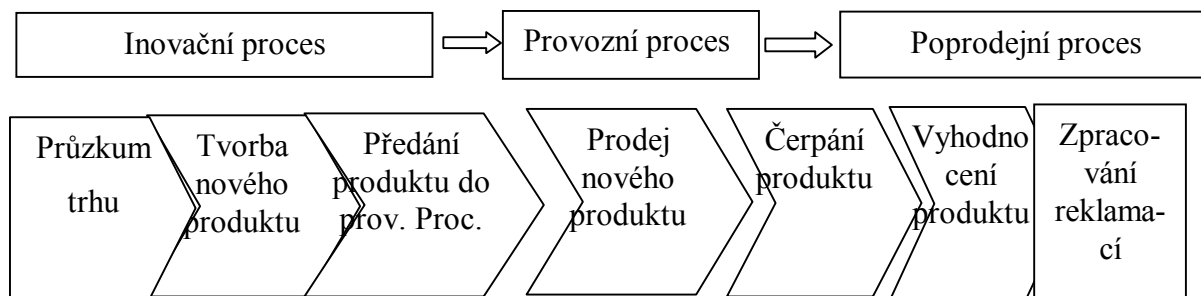 Inovační proces
Provozní proces
Poprodejní proces
Průzkum
trhu
Tvorba
nového
produktu
Předání
produktu do
prov. Proc.
Prodej
nového
produktu
Čerpání
produktu
Vyhodno
cení
produktu
Zpraco-
vání
reklama-
cí